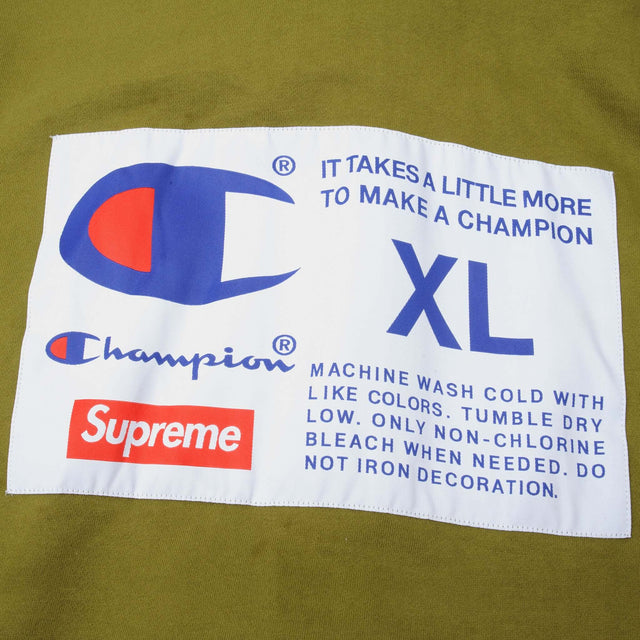 ®
Champion®
Supreme
IT TAKES A LITTLE MORE
TO MAKE A CHAMPION
XL
MACHINE WASH COLD WITH
LIKE COLORS. TUMBLE DRY
LOW. ONLY NON-CHLORINE
BLEACH WHEN NEEDED. DO
NOT IRON DECORATION.